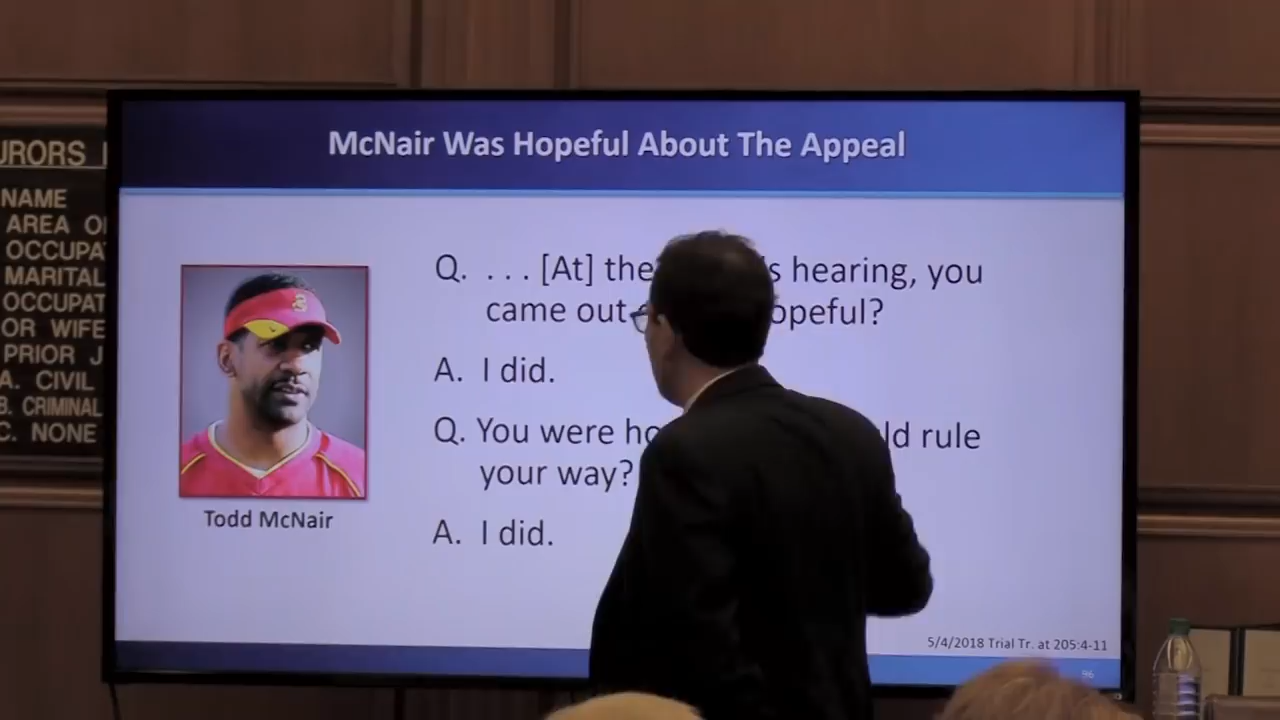 McNair Was Hopeful About The Appeal
URORS
NAME
AREA
OCCUPA
MARITAL
OCCUPAT
OR WIFE
PRIOR J
A. CIVIL
B. CRIMINAL
C. NONE
Q. . . . [At] the s hearing, you
came out opeful?
A. I did.
Q. You were ho ld rule
your way?
A. I did.
Todd McNair
5/4/2018 Trial Tr. at 205:4-11
96